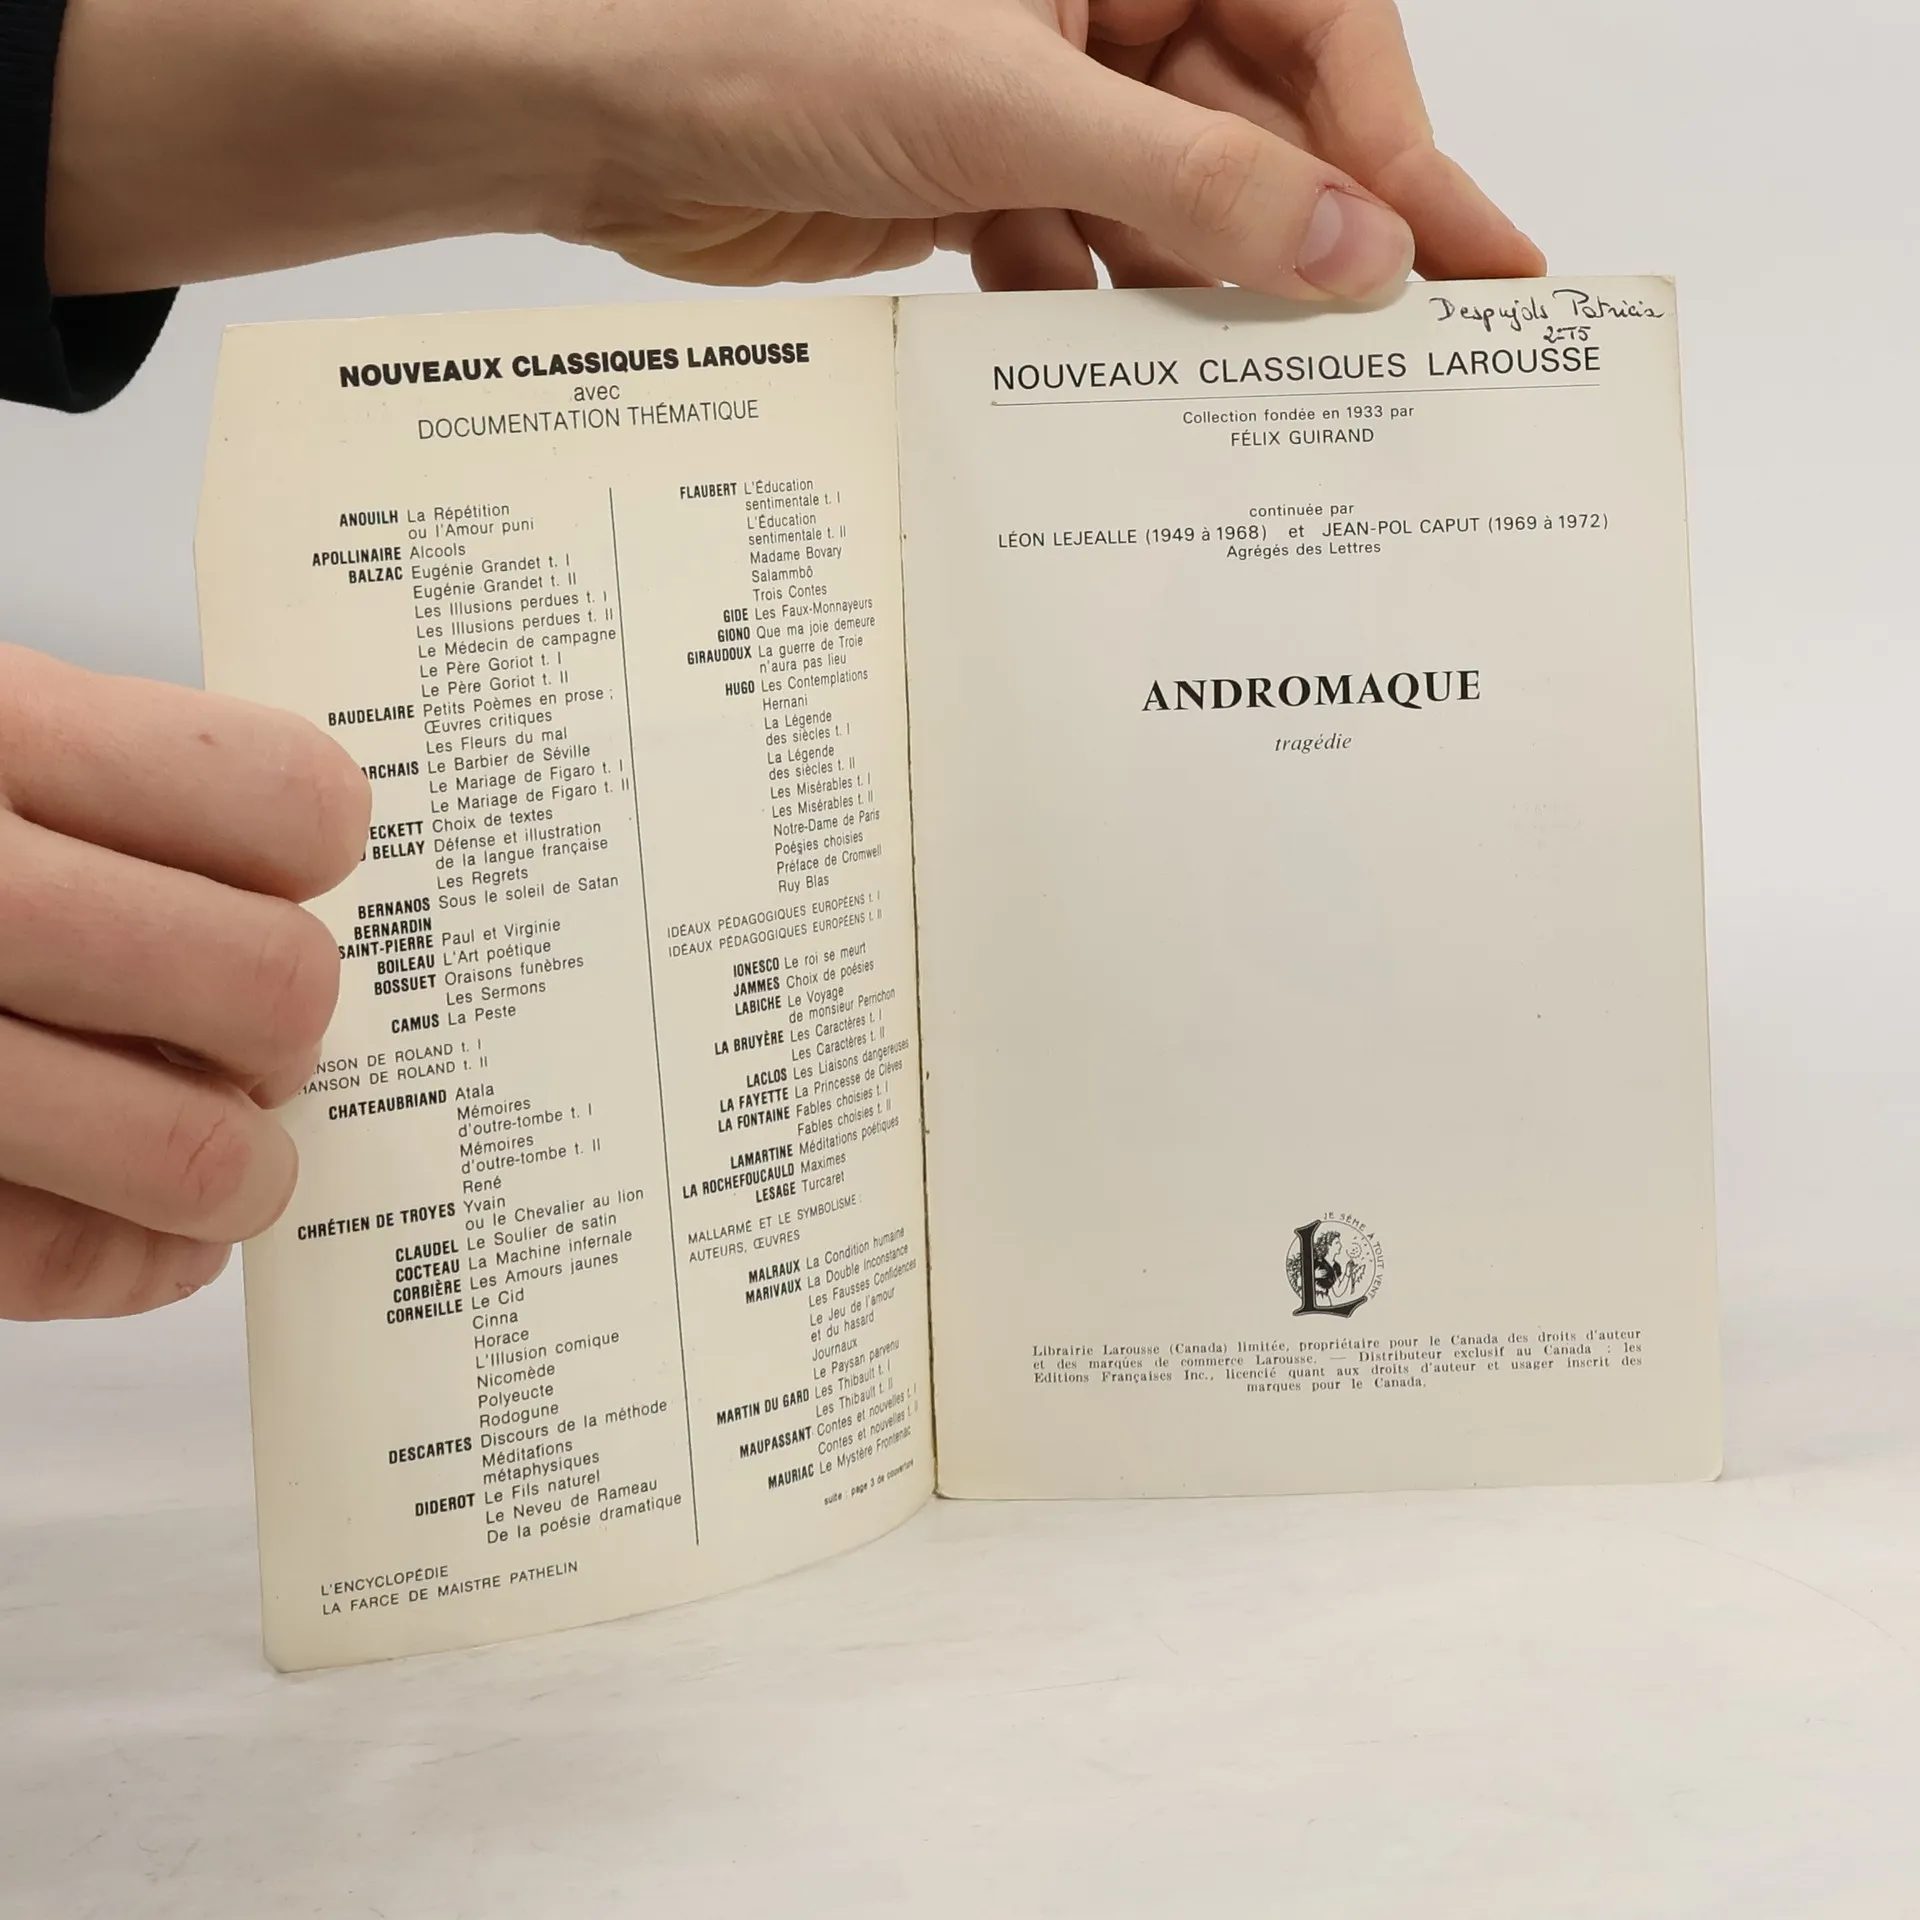 NOUVEAUX CLASSIQUES LAROUSSE
avec
DOCUMENTATION THÉMATIQUE
ANOUILH La Répétition
ou l'Amour puni
APOLLINAIRE Alcools
BALZAC Eugénie Grandet t. I
Eugénie Grandet t. II
Les Illusions perdues t. I
Les Illusions perdues t. II
Le Médecin de campagne
Le Père Goriot t. I
Le Père Goriot t. II
BAUDELAIRE Petits Poèmes en prose ;
Œuvres critiques
Les Fleurs du mal
ARCHAIS Le Barbier de Séville
Le Mariage de Figaro t. I
Le Mariage de Figaro t. II
ECKETT Choix de textes
BELLAY Défense et illustration
de la langue française
Les Regrets
BERNANOS Sous le soleil de Satan
BERNARDIN
SAINT-PIERRE Paul et Virginie
BOILEAU L'Art poétique
BOSSUET Oraisons funèbres
Les Sermons
CAMUS La Peste
NSON DE ROLAND t. I
HANSON DE ROLAND t. II
CHATEAUBRIAND Atala
Mémoires
d'outre-tombe t. I
Mémoires
d'outre-tombe t. II
René
CHRÉTIEN DE TROYES Yvain
ou le Chevalier au lion
CLAUDEL Le Soulier de satin
COCTEAU La Machine infernale
CORBIÈRE Les Amours jaunes
CORNEILLE Le Cid
Cinna
Horace
L'Illusion comique
Nicomède
Polyeucte
Rodogune
DESCARTES Discours de la méthode
Méditations
métaphysiques
DIDEROT Le Fils naturel
Le Neveu de Rameau
De la poésie dramatique
L'ENCYCLOPÉDIE
LA FARCE DE MAISTRE PATHELIN
FLAUBERT L'Éducation
sentimentale t. I
L'Éducation
sentimentale t. II
Madame Bovary
Salammbô
Trois Contes
GIDE Les Faux-Monnayeurs
GIONO Que ma joie demeure
GIRAUDOUX La guerre de Troie
n'aura pas lieu
HUGO Les Contemplations
Hernani
La Légende
des siècles t. I
La Légende
des siècles t. II
Les Misérables t. I
Les Misérables t. II
Notre-Dame de Paris
Poésies choisies
Préface de Cromwell
Ruy Blas
IDÉAUX PÉDAGOGIQUES EUROPÉENS t. I
IDÉAUX PÉDAGOGIQUES EUROPÉENS t. II
IONESCO Le roi se meurt
JAMMES Choix de poésies
LABICHE Le Voyage
de monsieur Perrichon
LA BRUYÈRE Les Caractères t. I
Les Caractères t. II
LACLOS Les Liaisons dangereuses
LA FAYETTE La Princesse de Clèves
LA FONTAINE Fables choisies t. I
Fables choisies t. II
LAMARTINE Méditations poétiques
LA ROCHEFOUCAULD Maximes
LESAGE Turcaret
MALLARMÉ ET LE SYMBOLISME :
AUTEURS, ŒUVRES
MALRAUX La Condition humaine
MARIVAUX La Double Inconstance
Les Fausses Confidences
Le Jeu de l'amour
et du hasard
Journaux
Le Paysan parvenu
MARTIN DU GARD Les Thibault t. I
Les Thibault t. II
MAUPASSANT Contes et nouvelles t. I
Contes et nouvelles t. II
MAURIAC Le Mystère Frontenac
suite : page 3 de couverture
Despujols Patricia
2=T5
NOUVEAUX CLASSIQUES LAROUSSE
Collection fondée en 1933 par
FÉLIX GUIRAND
continuée par
LÉON LEJEALLE (1949 à 1968) et JEAN-POL CAPUT (1969 à 1972)
Agrégés des Lettres
ANDROMAQUE
tragédie
JE SÈME À TOUT VENT
Librairie Larousse (Canada) limitée, propriétaire pour le Canada des droits d'auteur
et des marques de commerce Larousse. — Distributeur exclusif au Canada : les
Editions Françaises Inc., licencié quant aux droits d'auteur et usager inscrit des
marques pour le Canada.